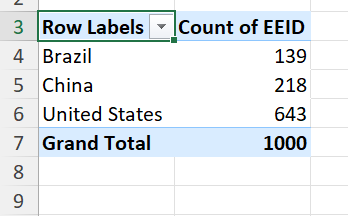 3 Row Labels Count of EEID
4 Brazil 139
5 China 218
6 United States 643
7 Grand Total 1000
8
9